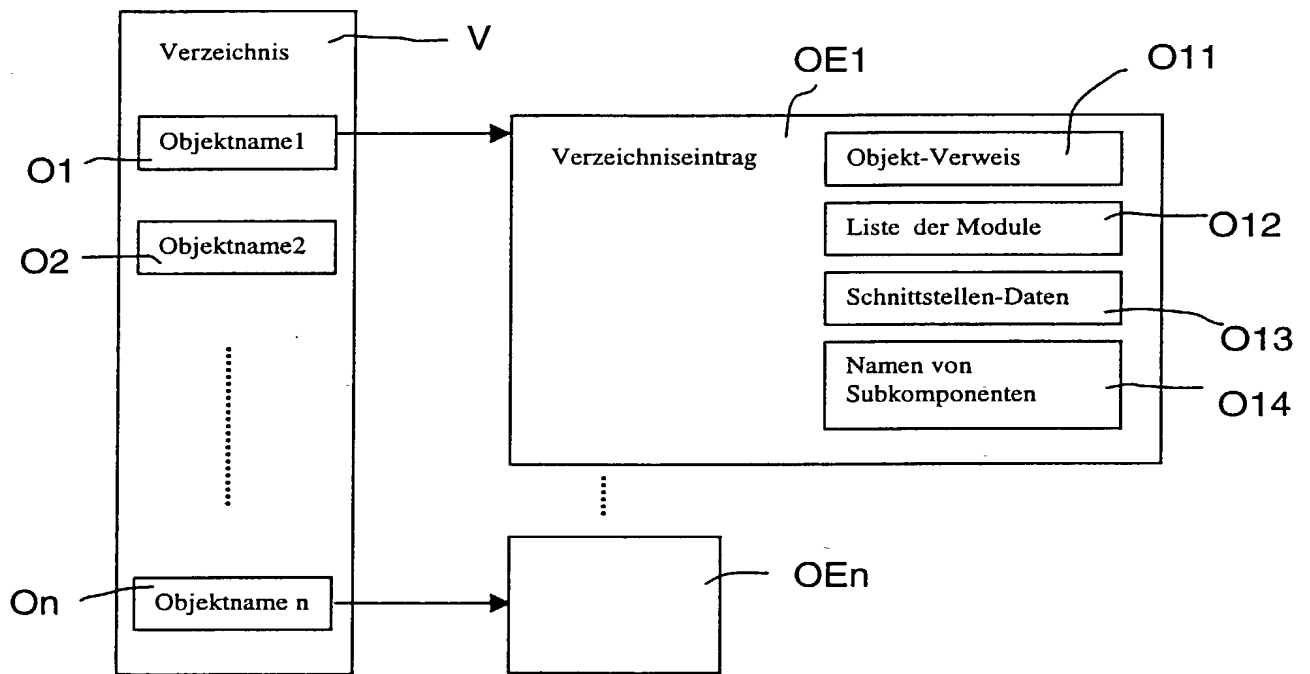 Verzeichnis
V
Objektname1
O1
Objektname2
O2
Objektname n
On
OE1
Verzeichniseintrag
Objekt-Verweis
O11
Liste der Module
O12
Schnittstellen-Daten
O13
Namen von
Subkomponenten
O14
OEn